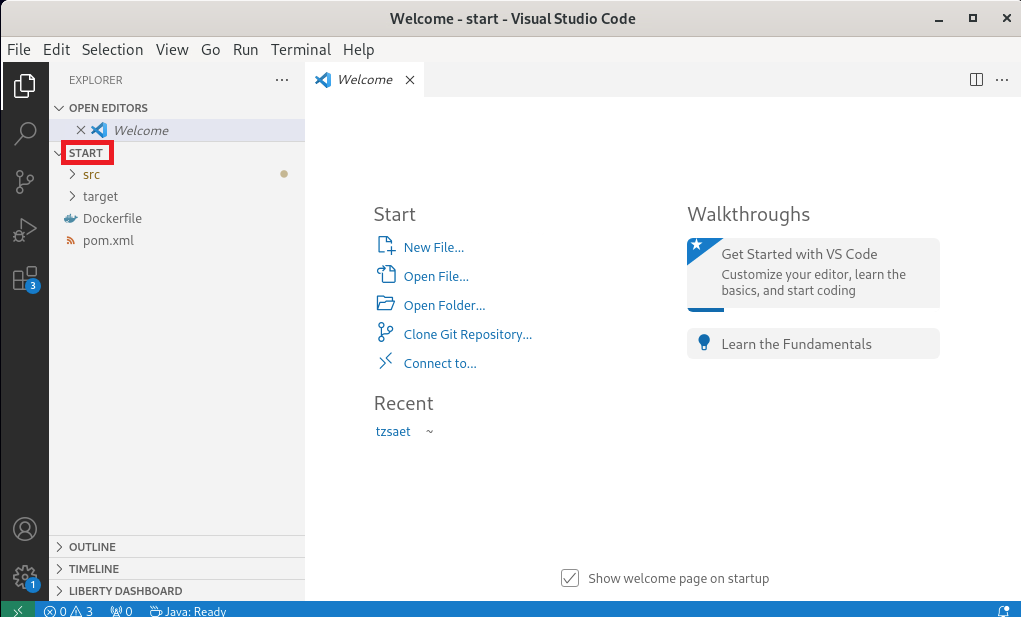 Welcome - start - Visual Studio Code
File Edit Selection View Go Run Terminal Help
EXPLORER
OPEN EDITORS
Welcome
START
src
target
Dockerfile
pom.xml
OUTLINE
TIMELINE
LIBERTY DASHBOARD
3
1
Welcome
Start
New File...
Open File...
Open Folder...
Clone Git Repository...
Connect to...
Recent
tzsaet ~
Walkthroughs
Get Started with VS Code
Customize your editor, learn the
basics, and start coding
Learn the Fundamentals
Show welcome page on startup
0 3 0 Java: Ready